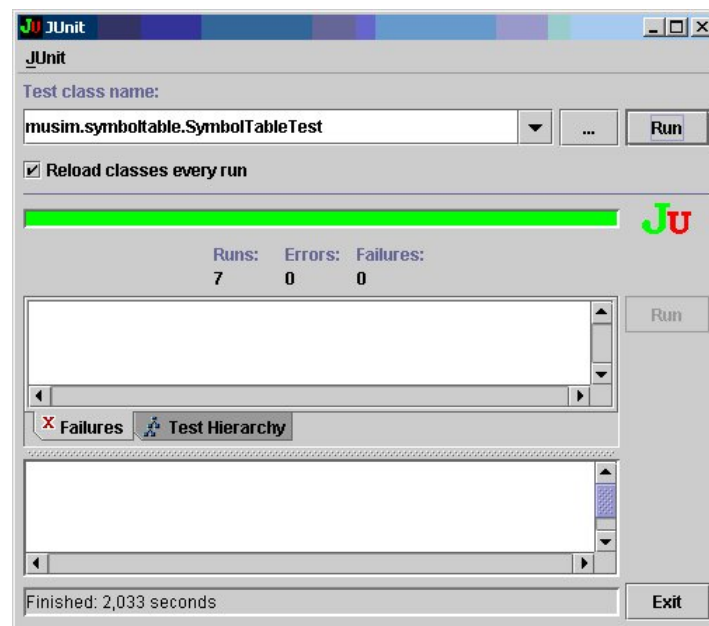 JU JUnit
JUnit
Test class name:
musim.symboltable.SymbolTableTest
...
Run
Reload classes every run
JU
Runs: Errors: Failures:
7 0 0
Run
X Failures Test Hierarchy
Finished: 2,033 seconds
Exit